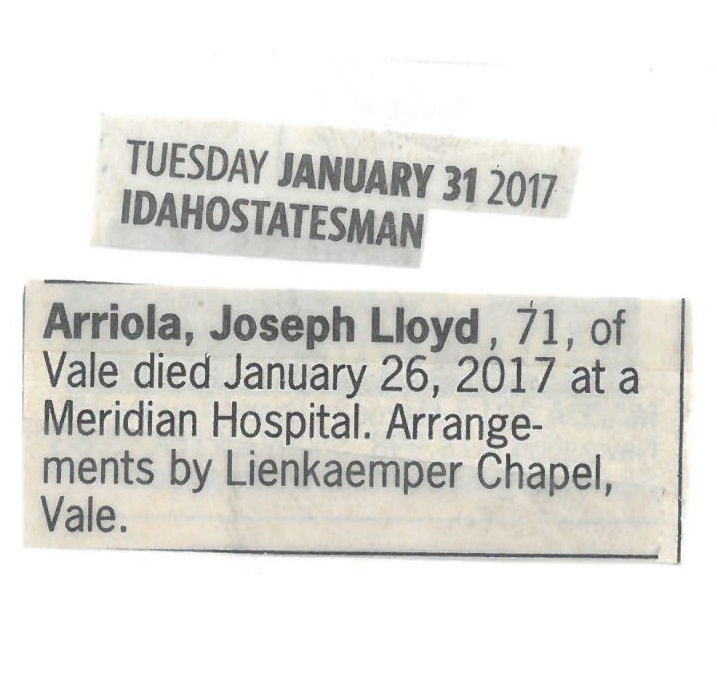 TUESDAY JANUARY 31 2017
IDAHOSTATESMAN
Arriola, Joseph Lloyd , 71, of
Vale died January 26, 2017 at a
Meridian Hospital. Arrange-
ments by Lienkaemper Chapel,
Vale.